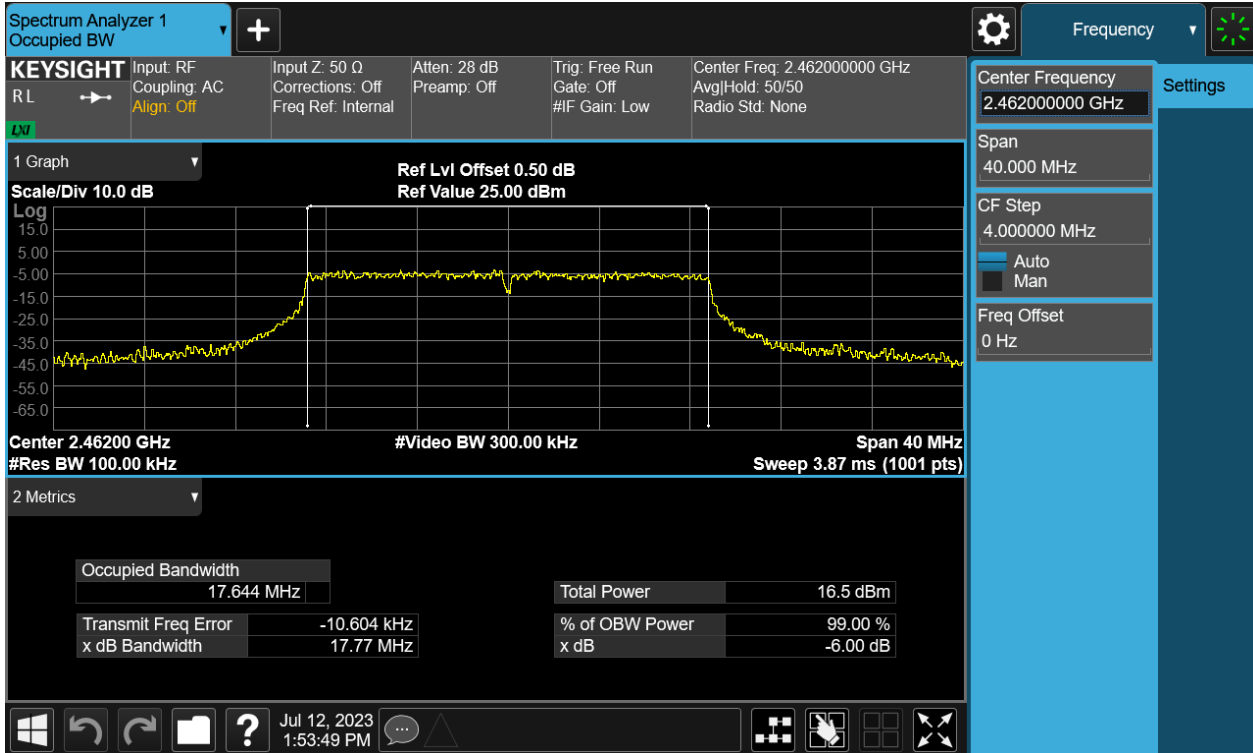 Spectrum Analyzer 1
Occupied BW
+
Frequency
KEYSIGHT
R L
LXI
Input: RF
Coupling: AC
Align: Off
Input Z: 50 Ω
Corrections: Off
Freq Ref: Internal
Atten: 28 dB
Preamp: Off
Trig: Free Run
Gate: Off
#IF Gain: Low
Center Freq: 2.462000000 GHz
Avg|Hold: 50/50
Radio Std: None
Center Frequency
2.462000000 GHz
Settings
Span
40.000 MHz
CF Step
4.000000 MHz
Auto
Man
Freq Offset
0 Hz
1 Graph
Scale/Div 10.0 dB
Ref Lvl Offset 0.50 dB
Ref Value 25.00 dBm
Log
15.0
5.00
-5.00
-15.0
-25.0
-35.0
-45.0
-55.0
-65.0
Center 2.46200 GHz
#Video BW 300.00 kHz
Span 40 MHz
#Res BW 100.00 kHz
Sweep 3.87 ms (1001 pts)
2 Metrics
Occupied Bandwidth
17.644 MHz
Total Power 16.5 dBm
Transmit Freq Error -10.604 kHz
% of OBW Power 99.00 %
x dB Bandwidth 17.77 MHz
x dB -6.00 dB
?
Jul 12, 2023
1:53:49 PM